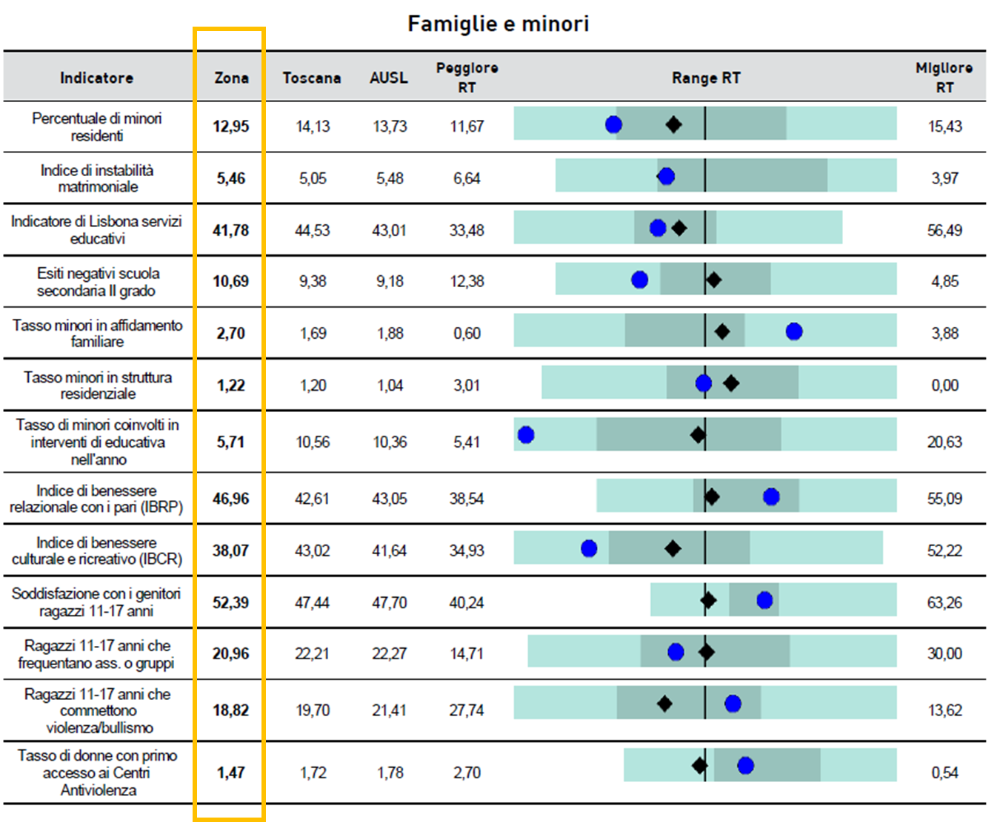 Famiglie e minori
Indicatore Zona Toscana AUSL Peggiore RT Range RT Migliore RT
Percentuale di minori
residenti
12,95 14,13 13,73 11,67 15,43
Indice di instabilità
matrimoniale
5,46 5,05 5,48 6,64 3,97
Indicatore di Lisbona servizi
educativi
41,78 44,53 43,01 33,48 56,49
Esiti negativi scuola
secondaria II grado
10,69 9,38 9,18 12,38 4,85
Tasso minori in affidamento
familiare
2,70 1,69 1,88 0,60 3,88
Tasso minori in struttura
residenziale
1,22 1,20 1,04 3,01 0,00
Tasso di minori coinvolti in
interventi di educativa
nell'anno
5,71 10,56 10,36 5,41 20,63
Indice di benessere
relazionale con i pari (IBRP)
46,96 42,61 43,05 38,54 55,09
Indice di benessere
culturale e ricreativo (IBCR)
38,07 43,02 41,64 34,93 52,22
Soddisfazione con i genitori
ragazzi 11-17 anni
52,39 47,44 47,70 40,24 63,26
Ragazzi 11-17 anni che
frequentano ass. o gruppi
20,96 22,21 22,27 14,71 30,00
Ragazzi 11-17 anni che
commettono
violenza/bullismo
18,82 19,70 21,41 27,74 13,62
Tasso di donne con primo
accesso ai Centri
Antiviolenza
1,47 1,72 1,78 2,70 0,54